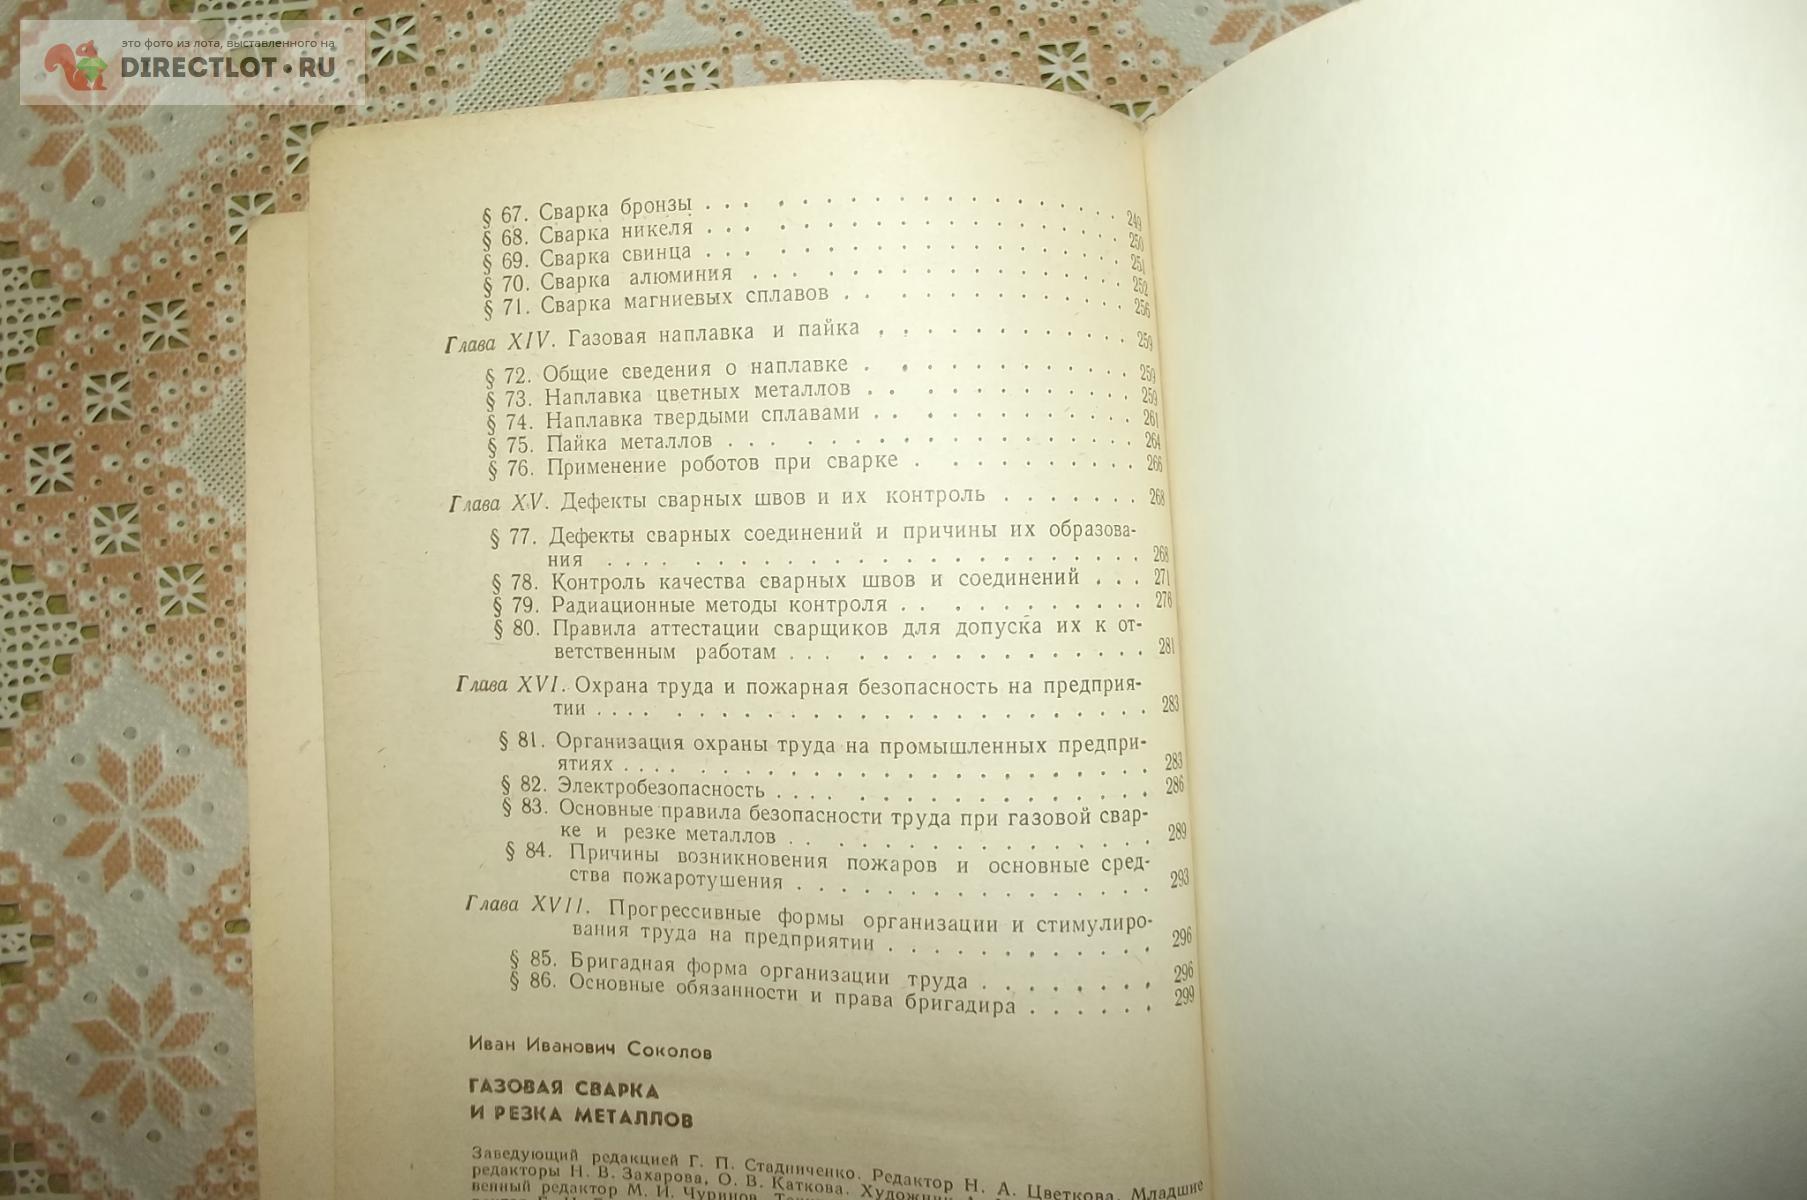 это фото из лота, выставленного на
DIRECTLOT.RU
§ 67. Сварка бронзы . . . . . . . . . . . . . . . . . . 249
§ 68. Сварка никеля . . . . . . . . . . . . . . . . . . 250
§ 69. Сварка свинца . . . . . . . . . . . . . . . . . . 251
§ 70. Сварка алюминия . . . . . . . . . . . . . . . . 252
§ 71. Сварка магниевых сплавов . . . . . . . . . . . . 256
Глава XIV. Газовая наплавка и пайка . . . . . . . . . . . 259
§ 72. Общие сведения о наплавке . . . . . . . . . . . 259
§ 73. Наплавка цветных металлов . . . . . . . . . . . 259
§ 74. Наплавка твердыми сплавами . . . . . . . . . . . 261
§ 75. Пайка металлов . . . . . . . . . . . . . . . . . 264
§ 76. Применение роботов при сварке . . . . . . . . . . 266
Глава XV. Дефекты сварных швов и их контроль . . . . . . . 268
§ 77. Дефекты сварных соединений и причины их образова-
ния . . . . . . . . . . . . . . . . . . . . . . 268
§ 78. Контроль качества сварных швов и соединений . . . 271
§ 79. Радиационные методы контроля . . . . . . . . . . 276
§ 80. Правила аттестации сварщиков для допуска их к от-
ветственным работам . . . . . . . . . . . . . . . 281
Глава XVI. Охрана труда и пожарная безопасность на предприя-
тии . . . . . . . . . . . . . . . . . . . . . . . 283
§ 81. Организация охраны труда на промышленных предпри-
ятиях . . . . . . . . . . . . . . . . . . . . . . 283
§ 82. Электробезопасность . . . . . . . . . . . . . . . 286
§ 83. Основные правила безопасности труда при газовой свар-
ке и резке металлов . . . . . . . . . . . . . . . 289
§ 84. Причины возникновения пожаров и основные сред-
ства пожаротушения . . . . . . . . . . . . . . . 293
Глава XVII. Прогрессивные формы организации и стимулиро-
вания труда на предприятии . . . . . . . . . . . . 296
§ 85. Бригадная форма организации труда . . . . . . . . 296
§ 86. Основные обязанности и права бригадира . . . . . . 299
Иван Иванович Соколов
ГАЗОВАЯ СВАРКА
И РЕЗКА МЕТАЛЛОВ
Заведующий редакцией Г. П. Стадниченко. Редактор Н. А. Цветкова. Младшие
редакторы Н. В. Захарова, О. В. Каткова.
венный редактор М. И. Чуринов.